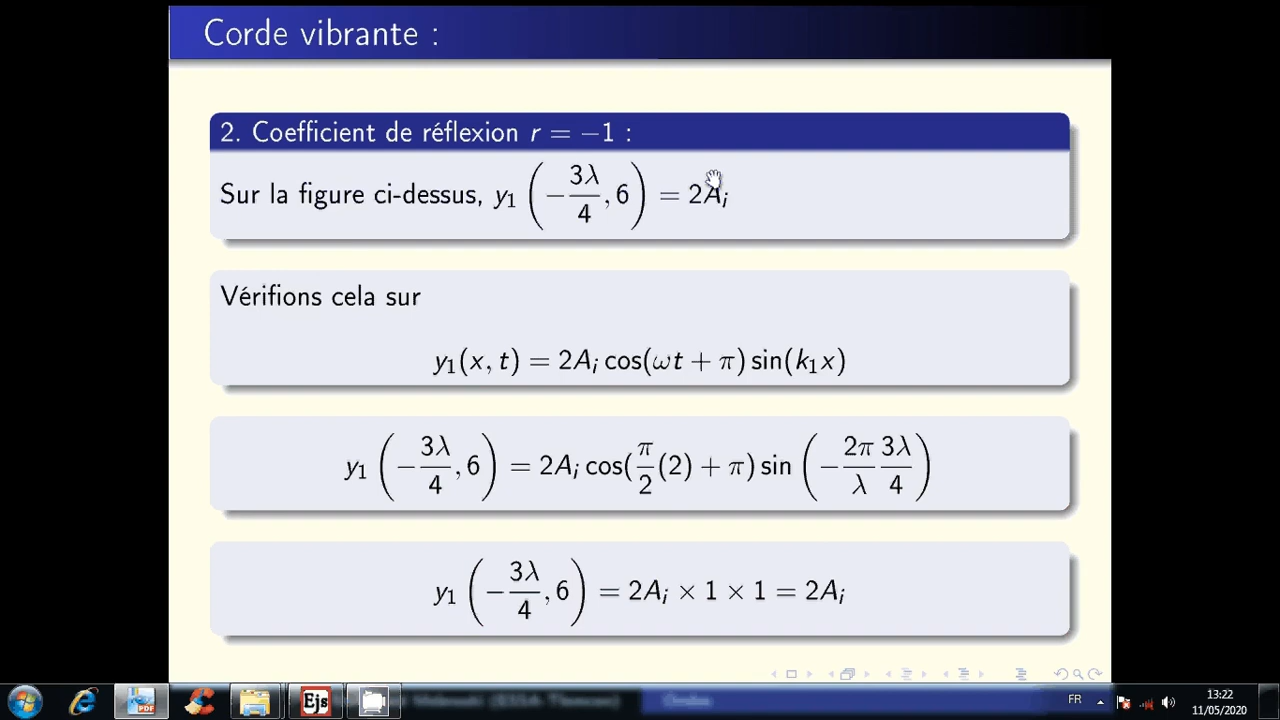 Corde vibrante :
2. Coefficient de réflexion r = −1 :
Sur la figure ci-dessus, y₁(−3λ/4, 6) = 2Aᵢ
Vérifions cela sur
y₁(x, t) = 2Aᵢ cos(ωt + π) sin(k₁x)
y₁(−3λ/4, 6) = 2Aᵢ cos(π/2(2) + π) sin(−2π/λ 3λ/4)
y₁(−3λ/4, 6) = 2Aᵢ × 1 × 1 = 2Aᵢ
PDF
Ejs
FR
13:22
11/05/2020